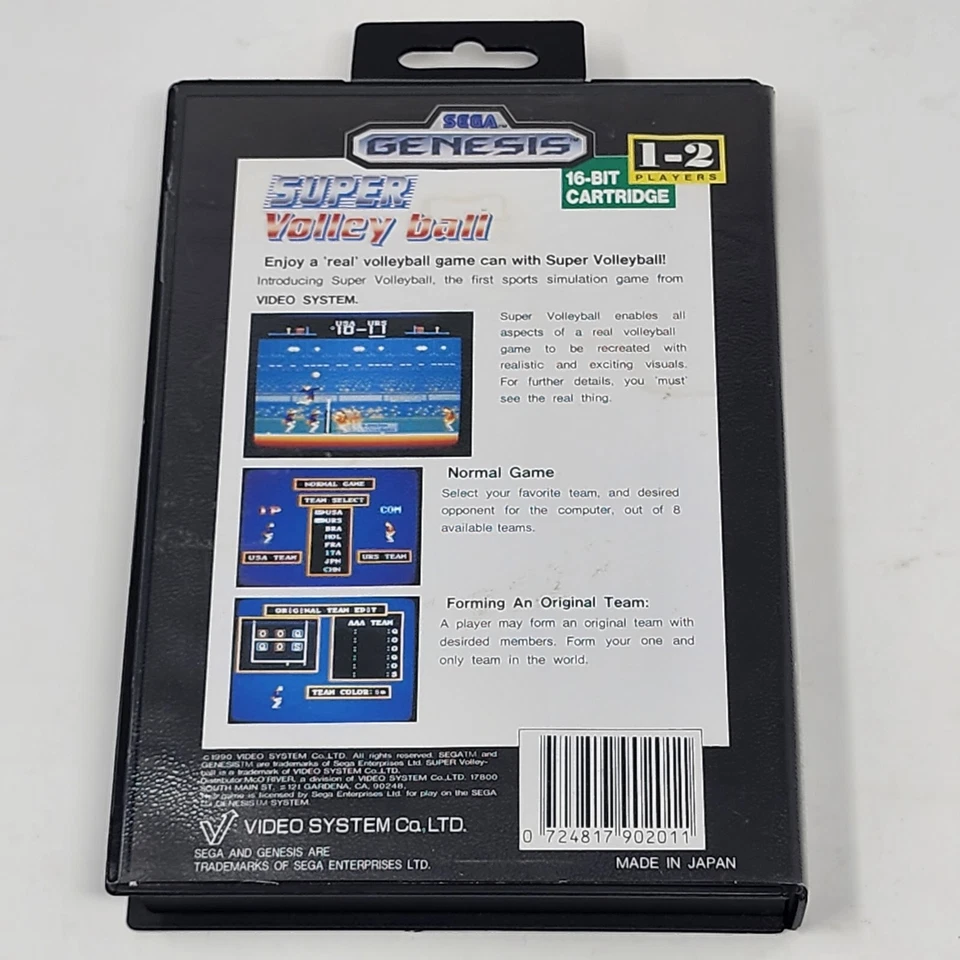 SEGA™
GENESIS™
1-2
PLAYERS
16-BIT
CARTRIDGE
SUPER
Volley ball
Enjoy a 'real' volleyball game can with Super Volleyball!
Introducing Super Volleyball, the first sports simulation game from
VIDEO SYSTEM.
USA URS
10-11
Super Volleyball enables all
aspects of a real volleyball
game to be recreated with
realistic and exciting visuals.
For further details, you 'must'
see the real thing.
NORMAL GAME
TEAM SELECT
1P
COM
USA
URS
BRA
HOL
FRA
ITA
JPN
CHN
USA TEAM
URS TEAM
Normal Game
Select your favorite team, and desired
opponent for the computer, out of 8
available teams.
ORIGINAL TEAM EDIT
AAA TEAM
TEAM COLOR:
Forming An Original Team:
A player may form an original team with
desirded members. Form your one and
only team in the world.
©1990 VIDEO SYSTEM Co.,LTD. All rights reserved. SEGATM and
GENESISTM are trademarks of Sega Enterprises Ltd. SUPER Volley-
ball is a trademark of VIDEO SYSTEM Co.,LTD.
Distributor:McO RIVER, a division of VIDEO SYSTEM Co.,LTD. 17800
SOUTH MAIN ST, #121 GARDENA, CA, 90248.
This game is licensed by Sega Enterprises Ltd. for play on the SEGA
TM GENESISTM SYSTEM.
VIDEO SYSTEM Co., LTD.
SEGA AND GENESIS ARE
TRADEMARKS OF SEGA ENTERPRISES LTD.
0 724817 902011
MADE IN JAPAN